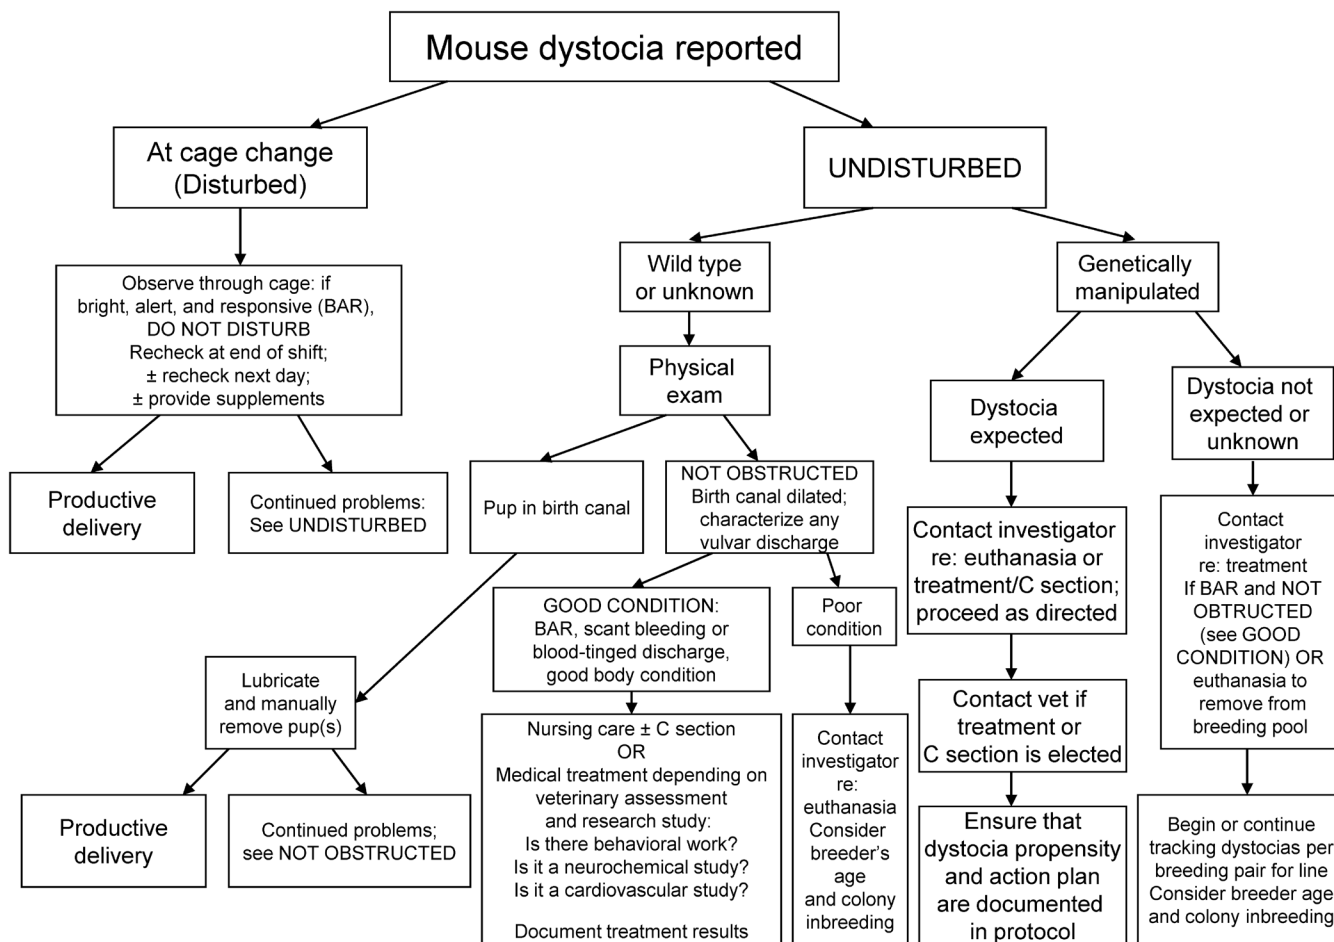 Mouse dystocia reported
At cage change
(Disturbed)
UNDISTURBED
Observe through cage: if
bright, alert, and responsive (BAR),
DO NOT DISTURB
Recheck at end of shift;
± recheck next day;
± provide supplements
Productive
delivery
Continued problems:
See UNDISTURBED
Wild type
or unknown
Physical
exam
Pup in birth canal
NOT OBSTRUCTED
Birth canal dilated;
characterize any
vulvar discharge
Lubricate
and manually
remove pup(s)
Productive
delivery
Continued problems;
see NOT OBSTRUCTED
GOOD CONDITION:
BAR, scant bleeding or
blood-tinged discharge,
good body condition
Nursing care ± C section
OR
Medical treatment depending on
veterinary assessment
and research study:
Is there behavioral work?
Is it a neurochemical study?
Is it a cardiovascular study?
Document treatment results
Poor
condition
Contact
investigator
re:
euthanasia
Consider
breeder’s
age
and colony
inbreeding
Genetically
manipulated
Dystocia
expected
Contact investigator
re: euthanasia or
treatment/C section;
proceed as directed
Contact vet if
treatment or
C section is elected
Ensure that
dystocia propensity
and action plan
are documented
in protocol
Dystocia not
expected or
unknown
Contact
investigator
re: treatment
If BAR and NOT
OBTRUCTED
(see GOOD
CONDITION) OR
euthanasia to
remove from
breeding pool
Begin or continue
tracking dystocias per
breeding pair for line
Consider breeder age
and colony inbreeding